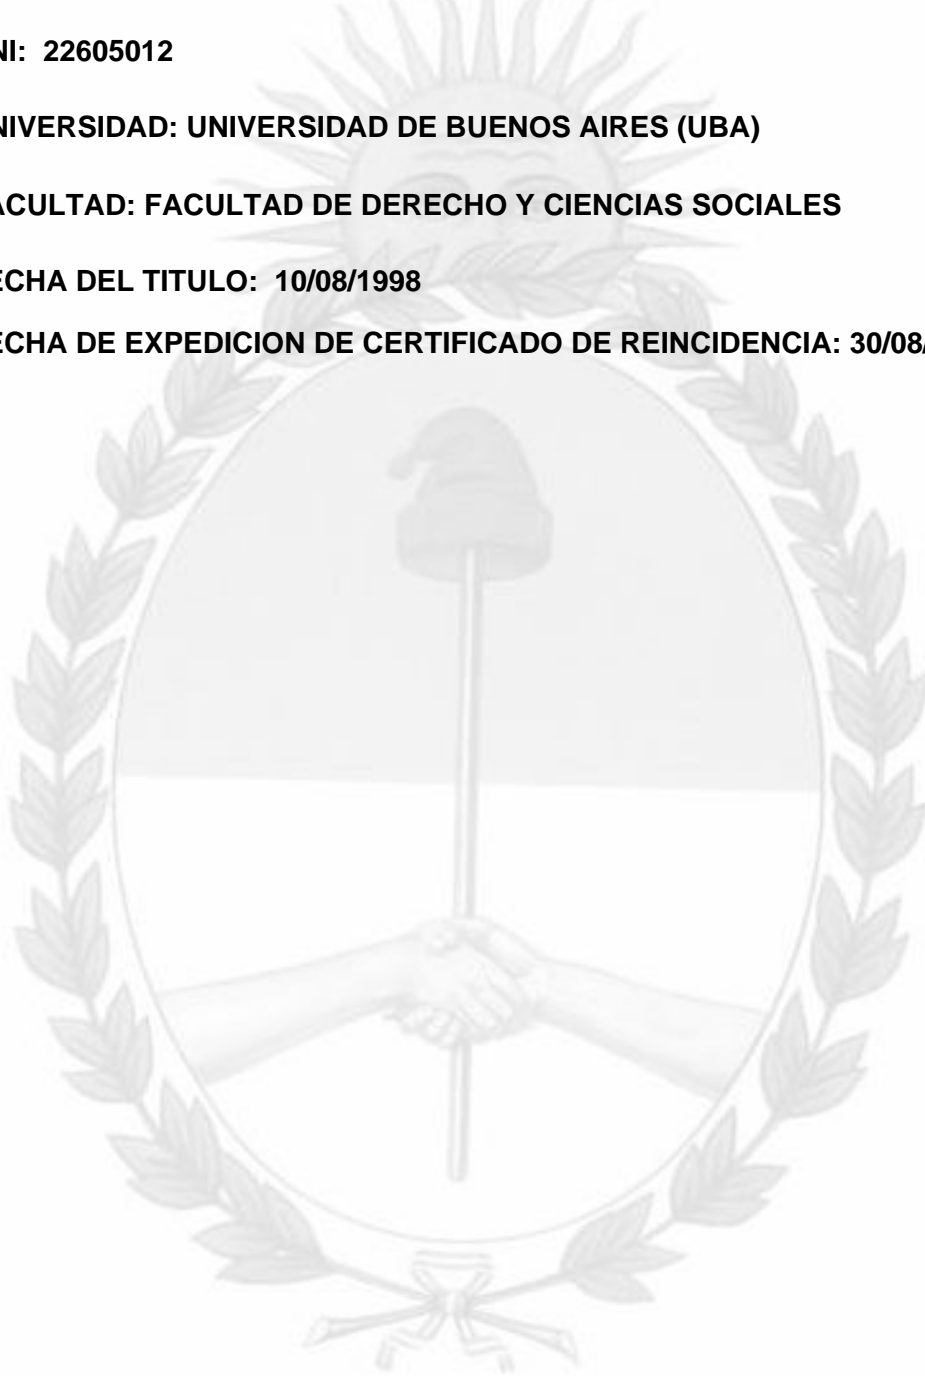 NI: 22605012
NIVERSIDAD: UNIVERSIDAD DE BUENOS AIRES (UBA)
ACULTAD: FACULTAD DE DERECHO Y CIENCIAS SOCIALES
ECHA DEL TITULO: 10/08/1998
ECHA DE EXPEDICION DE CERTIFICADO DE REINCIDENCIA: 30/08/